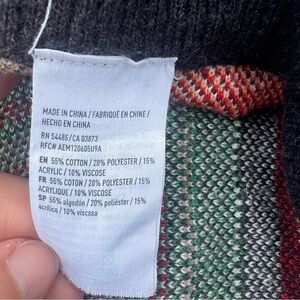 MADE IN CHINA / FABRIQUÉ EN CHINE /
HECHO EN CHINA
RN 54485/CA 03873
RFC# AEM120605U9A
EN 55% COTTON / 20% POLYESTER / 15%
ACRYLIC / 10% VISCOSE
FR 55% COTON / 20% POLYESTER / 15%
ACRYLIQUE / 10% VISCOSE
SP 55% algodón / 20% poliéster / 15%
acrílico / 10% viscosa